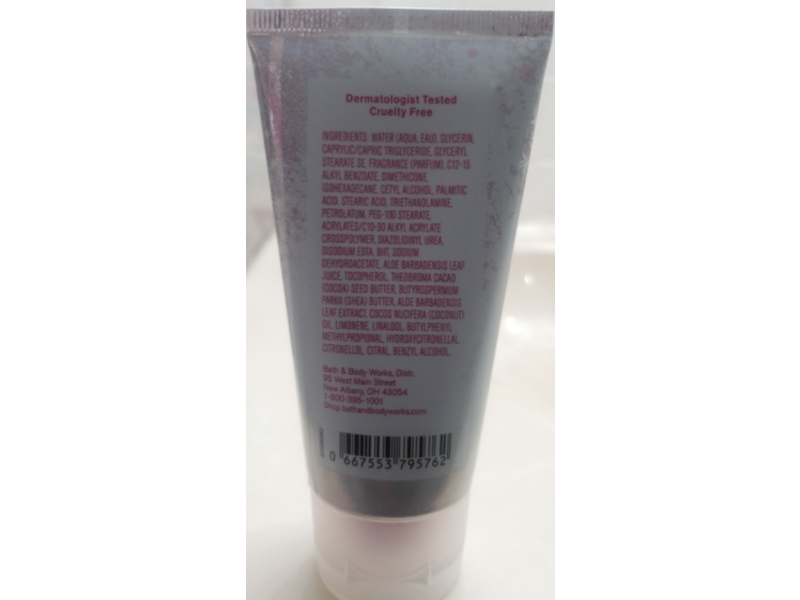 Dermatologist Tested
Cruelty Free
INGREDIENTS: WATER (AQUA, EAU), GLYCERIN,
CAPRYLIC/CAPRIC TRIGLYCERIDE, GLYCERYL
STEARATE SE, FRAGRANCE (PARFUM), C12-15
ALKYL BENZOATE, DIMETHICONE,
ISOHEXADECANE, CETYL ALCOHOL, PALMITIC
ACID, STEARIC ACID, TRIETHANOLAMINE,
PETROLATUM, PEG-100 STEARATE,
ACRYLATES/C10-30 ALKYL ACRYLATE
CROSSPOLYMER, DIAZOLIDINYL UREA,
DISODIUM EDTA, BHT, SODIUM
DEHYDROACETATE, ALOE BARBADENSIS LEAF
JUICE, TOCOPHEROL, THEOBROMA CACAO
(COCOA) SEED BUTTER, BUTYROSPERMUM
PARKII (SHEA) BUTTER, ALOE BARBADENSIS
LEAF EXTRACT, COCOS NUCIFERA (COCONUT)
OIL, LIMONENE, LINALOOL, BUTYLPHENYL
METHYLPROPIONAL, HYDROXYCITRONELLAL,
CITRONELLOL, CITRAL, BENZYL ALCOHOL.
Bath & Body Works, Distr.
95 West Main Street
New Albany, OH 43054
1-800-395-1001
Shop bathandbodyworks.com
0 667553 795762